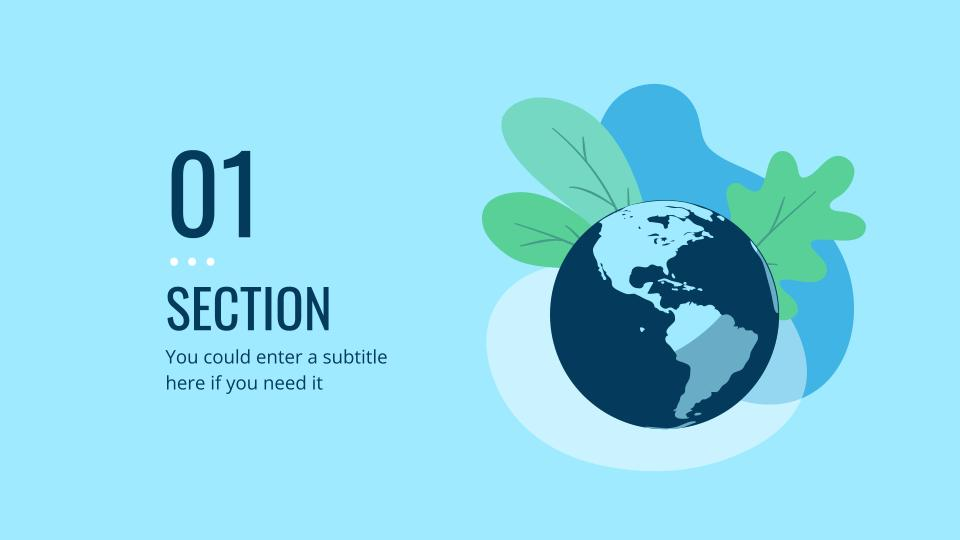 01
SECTION
You could enter a subtitle
here if you need it